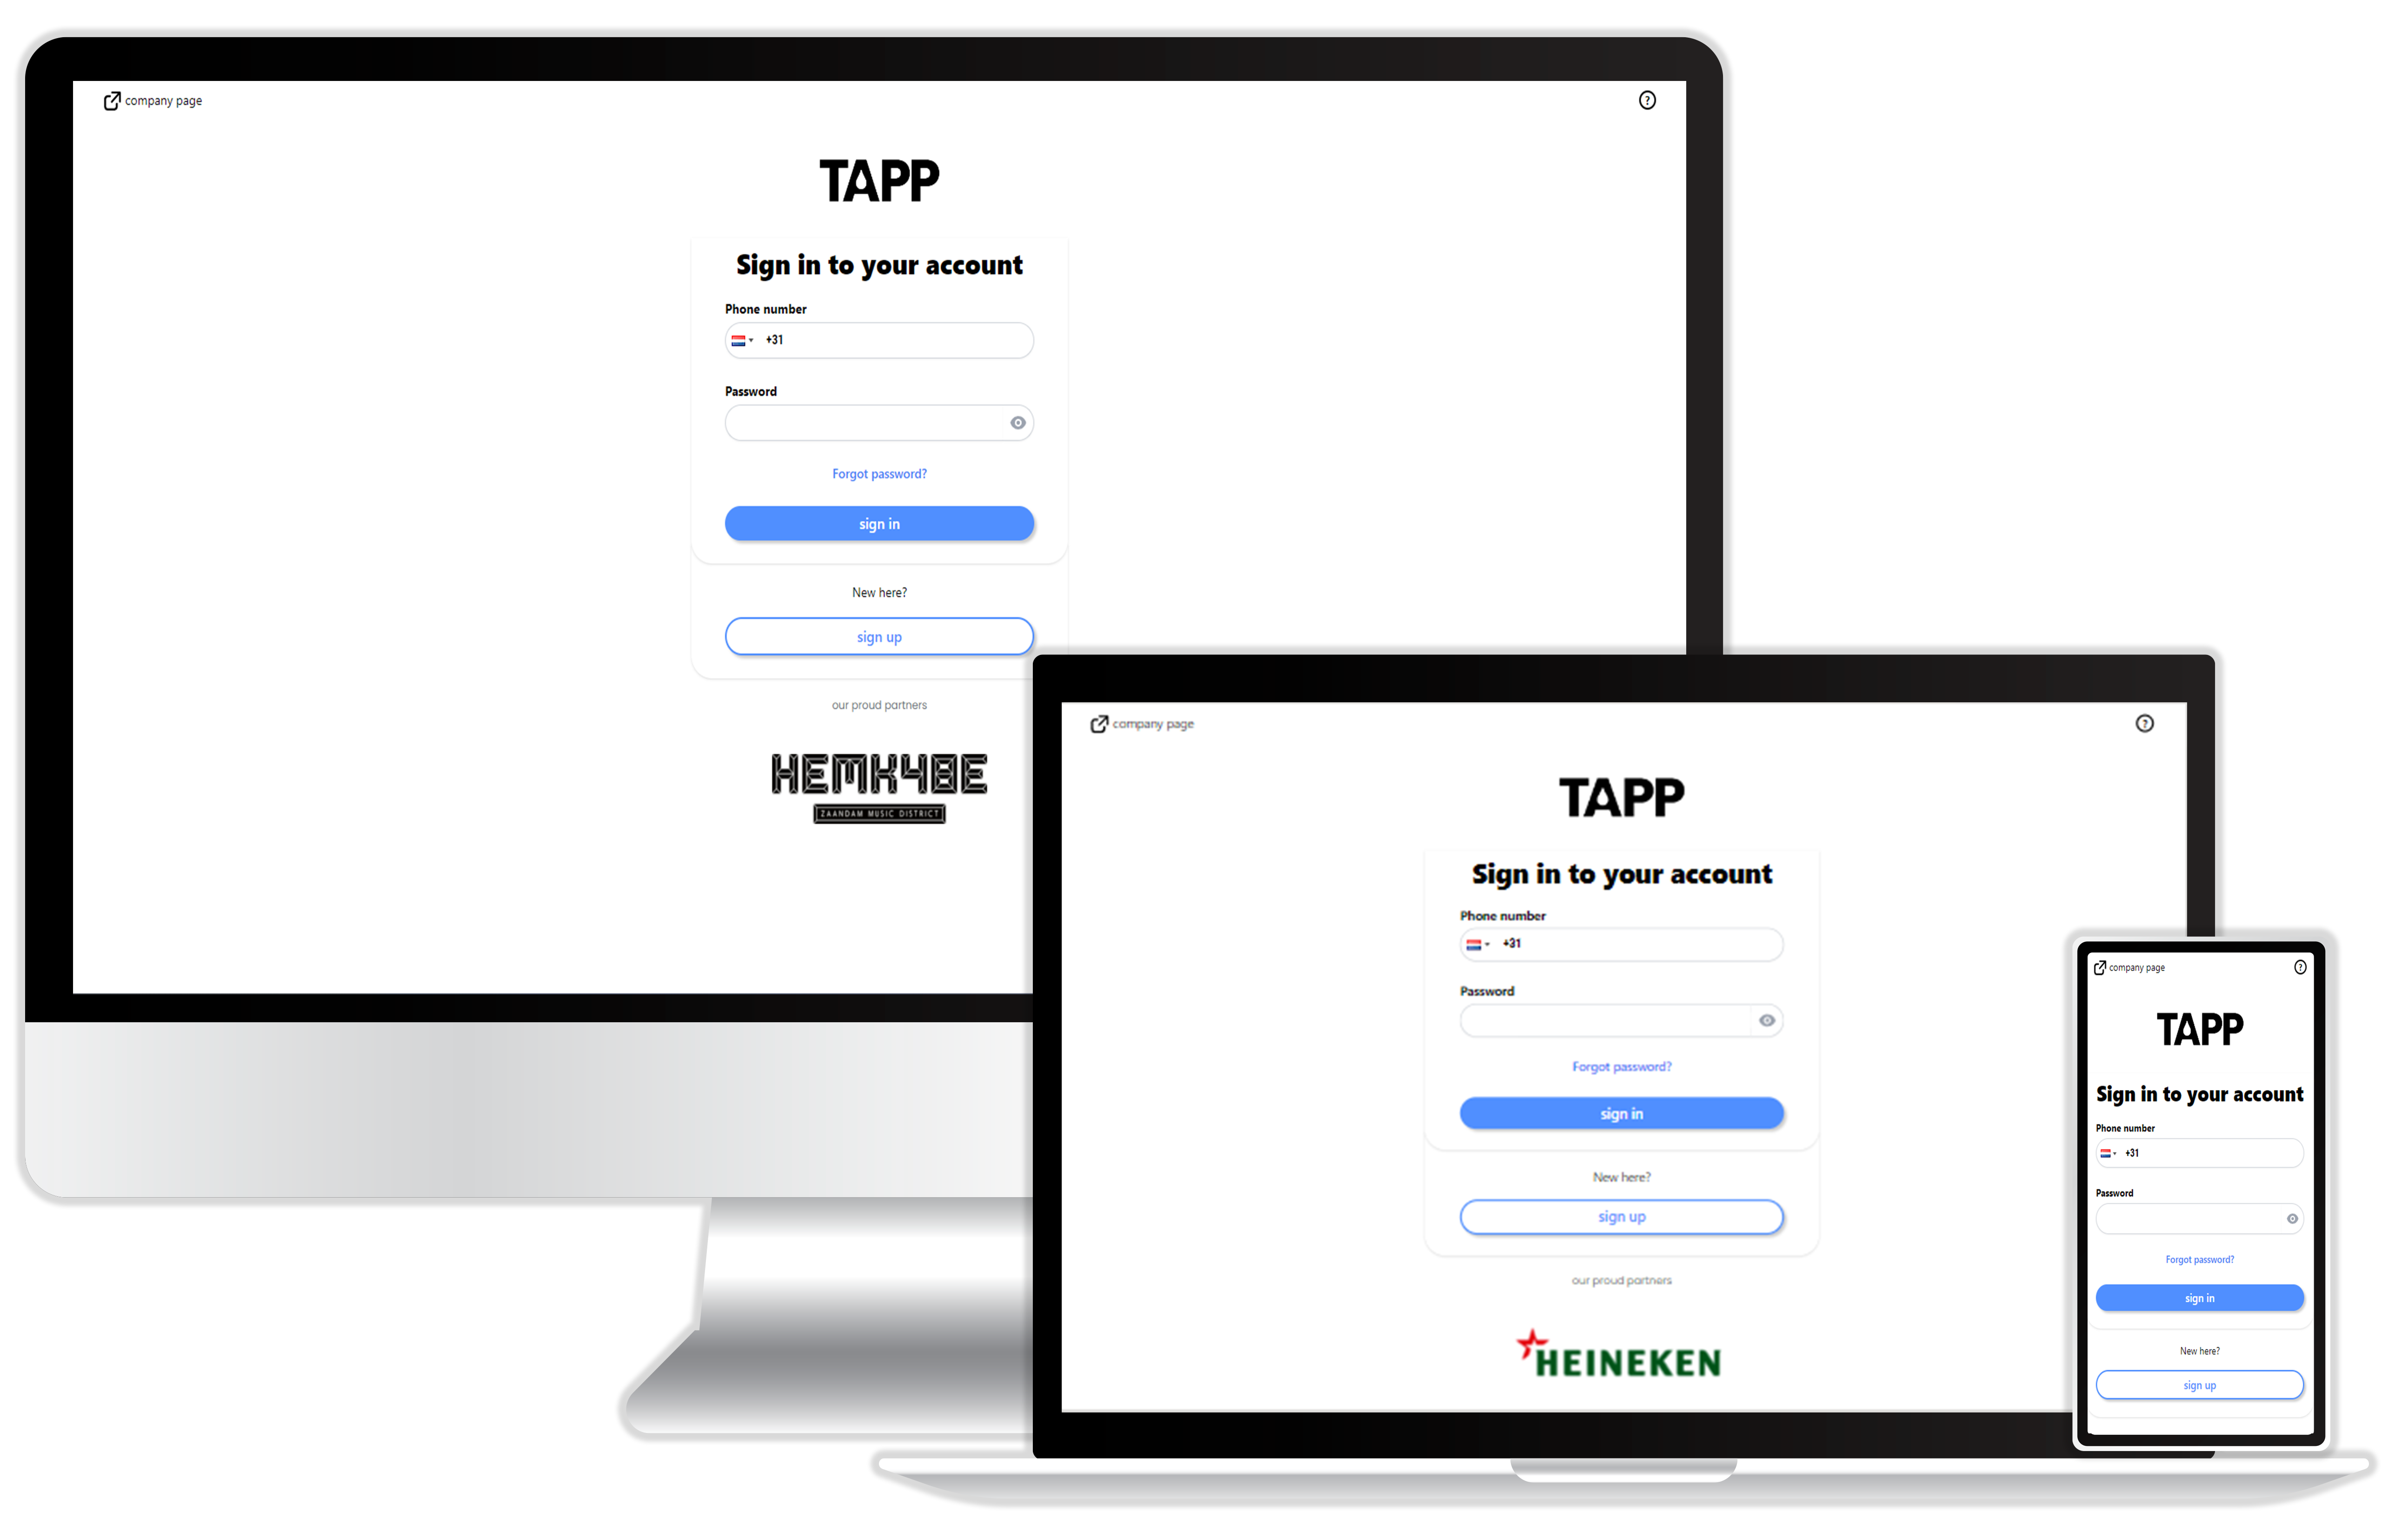 company page
?
TAPP
Sign in to your account
Phone number
+31
Password
Forgot password?
sign in
New here?
sign up
our proud partners
HEMK48E
ZAANDAM MUSIC DISTRICT
company page
?
TAPP
Sign in to your account
Phone number
+31
Password
Forgot password?
sign in
New here?
sign up
our proud partners
HEINEKEN
company page
?
TAPP
Sign in to your account
Phone number
+31
Password
Forgot password?
sign in
New here?
sign up